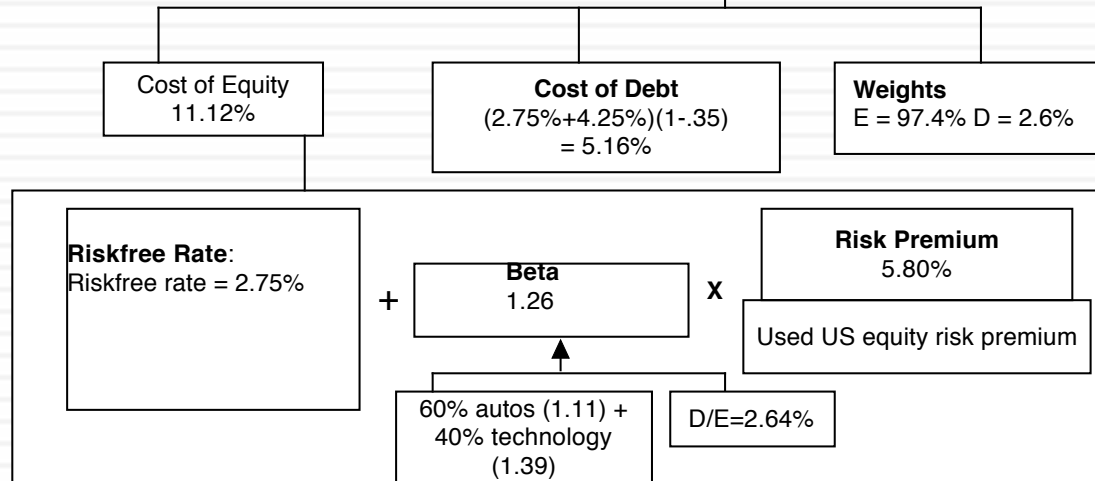 Cost of Equity
11.12%
Cost of Debt
(2.75%+4.25%)(1-.35)
= 5.16%
Weights
E = 97.4% D = 2.6%
Riskfree Rate:
Riskfree rate = 2.75%
+
Beta
1.26
X
Risk Premium
5.80%
Used US equity risk premium
60% autos (1.11) +
40% technology
(1.39)
D/E=2.64%